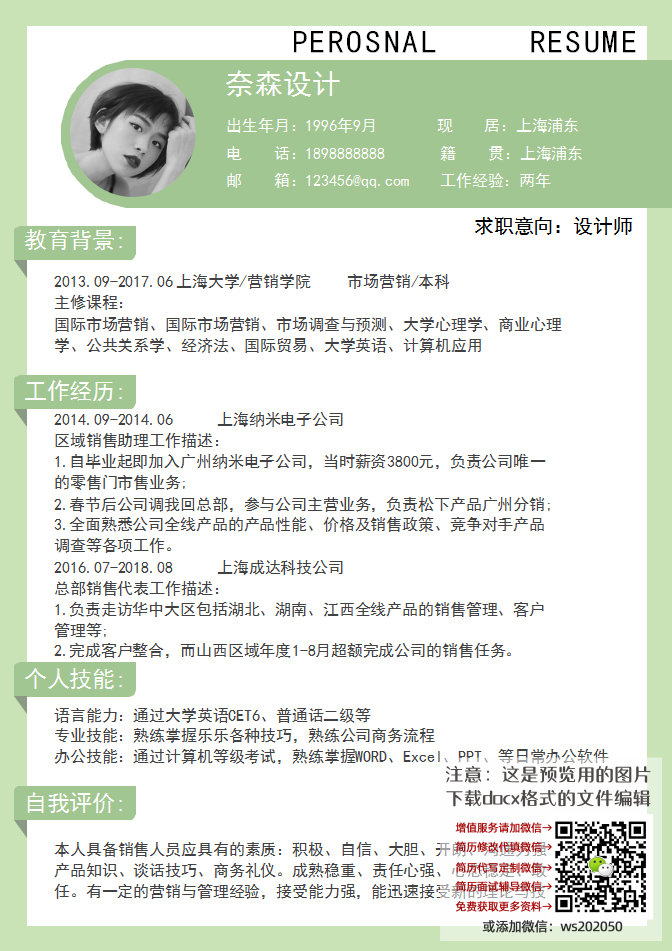 PEROSNAL RESUME
奈森设计
出生年月：1996年9月 现 居：上海浦东
电 话：1898888888 籍 贯：上海浦东
邮 箱：123456@qq.com 工作经验：两年
求职意向：设计师
教育背景：
2013.09-2017.06 上海大学/营销学院 市场营销/本科
主修课程：
国际市场营销、国际市场营销、市场调查与预测、大学心理学、商业心理
学、公共关系学、经济法、国际贸易、大学英语、计算机应用
工作经历：
2014.09-2014.06 上海纳米电子公司
区域销售助理工作描述：
1.自毕业起即加入广州纳米电子公司，当时薪资3800元，负责公司唯一
的零售门市售业务；
2.春节后公司调我回总部，参与公司主营业务，负责松下产品广州分销；
3.全面熟悉公司全线产品的产品性能、价格及销售政策、竞争对手产品
调查等各项工作。
2016.07-2018.08 上海成达科技公司
总部销售代表工作描述：
1.负责走访华中大区包括湖北、湖南、江西全线产品的销售管理、客户
管理等；
2.完成客户整合，而山西区域年度1-8月超额完成公司的销售任务。
个人技能：
语言能力：通过大学英语CET6、普通话二级等
专业技能：熟练掌握乐乐各种技巧，熟练公司商务流程
办公技能：通过计算机等级考试，熟练掌握WORD、Excel、PPT、等日常办公软件
注意：这是预览用的图片
下载docx格式的文件编辑
自我评价：
本人具备销售人员应具有的素质：积极、自信、大胆、
产品知识、谈话技巧、商务礼仪。成熟稳重、责任心强、
任。有一定的营销与管理经验，接受能力强，能迅速接受新的理论与技
增值服务请加微信→
简历修改代填微信→
简历代写定制微信→
简历面试辅导微信→
免费获取更多资料→
或添加微信：ws202050